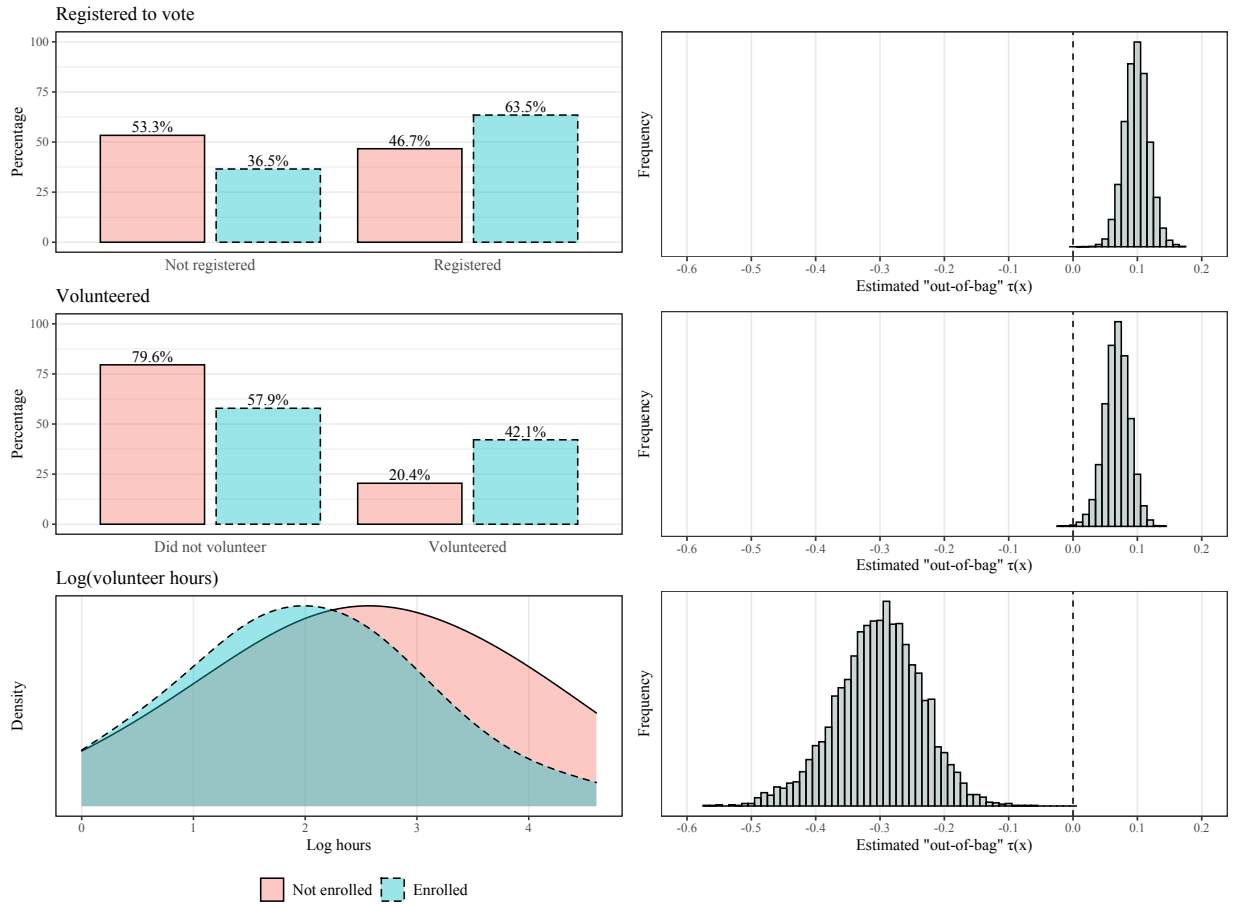 Registered to vote
Percentage
100
75
50
25
0
53.3%
36.5%
46.7%
63.5%
Not registered
Registered
Frequency
-0.6 -0.5 -0.4 -0.3 -0.2 -0.1 0.0 0.1 0.2
Estimated "out-of-bag" τ(x)
Volunteered
Percentage
100
75
50
25
0
79.6%
57.9%
20.4%
42.1%
Did not volunteer
Volunteered
Frequency
-0.6 -0.5 -0.4 -0.3 -0.2 -0.1 0.0 0.1 0.2
Estimated "out-of-bag" τ(x)
Log(volunteer hours)
Density
0 1 2 3 4
Log hours
Frequency
-0.6 -0.5 -0.4 -0.3 -0.2 -0.1 0.0 0.1 0.2
Estimated "out-of-bag" τ(x)
Not enrolled Enrolled